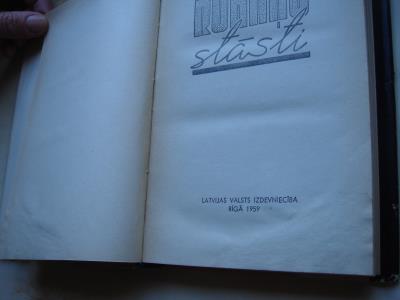 stāsti
LATVIJAS VALSTS IZDEVNIECĪBA
RĪGĀ 1959